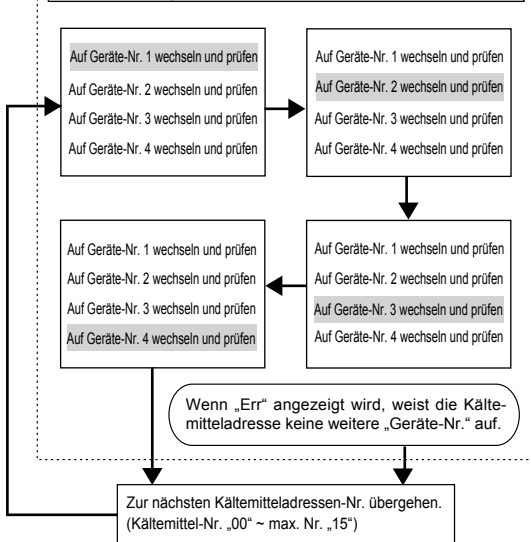 Auf Geräte-Nr. 1 wechseln und prüfen
Auf Geräte-Nr. 2 wechseln und prüfen
Auf Geräte-Nr. 3 wechseln und prüfen
Auf Geräte-Nr. 4 wechseln und prüfen
Auf Geräte-Nr. 1 wechseln und prüfen
Auf Geräte-Nr. 2 wechseln und prüfen
Auf Geräte-Nr. 3 wechseln und prüfen
Auf Geräte-Nr. 4 wechseln und prüfen
Auf Geräte-Nr. 1 wechseln und prüfen
Auf Geräte-Nr. 2 wechseln und prüfen
Auf Geräte-Nr. 3 wechseln und prüfen
Auf Geräte-Nr. 4 wechseln und prüfen
Auf Geräte-Nr. 1 wechseln und prüfen
Auf Geräte-Nr. 2 wechseln und prüfen
Auf Geräte-Nr. 3 wechseln und prüfen
Auf Geräte-Nr. 4 wechseln und prüfen
Wenn „Err“ angezeigt wird, weist die Kälte-
mitteladresse keine weitere „Geräte-Nr.“ auf.
Zur nächsten Kältemitteladressen-Nr. übergehen.
(Kältemittel-Nr. „00“ ~ max. Nr. „15“)